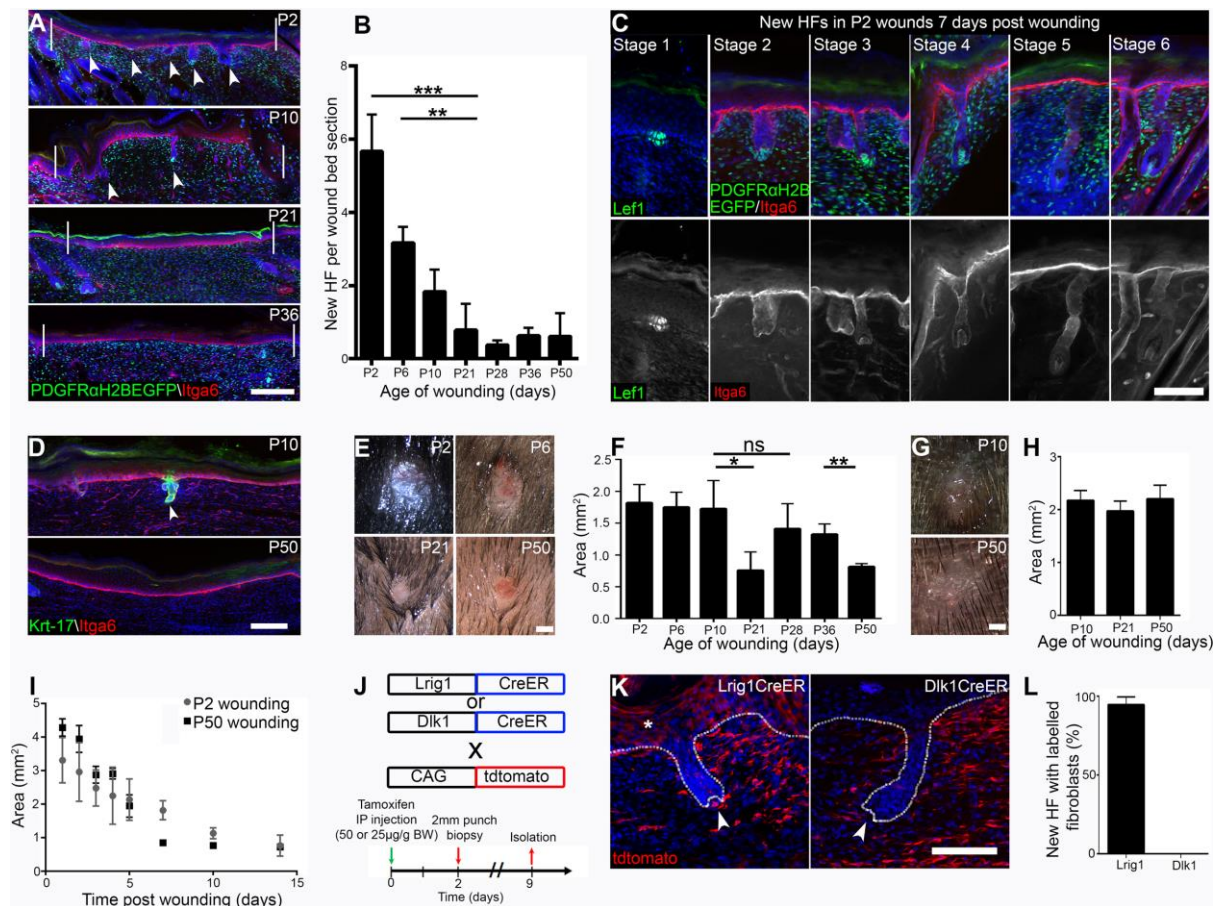 A
P2
P10
P21
P36
PDGFRαH2BEGFP\Itga6
B
New HF per wound bed section
8
6
4
2
0
***
**
P2 P6 P10 P21 P28 P36 P50
Age of wounding (days)
C
New HFs in P2 wounds 7 days post wounding
Stage 1 Stage 2 Stage 3 Stage 4 Stage 5 Stage 6
Lef1
PDGFRαH2B
EGFP/Itga6
Lef1
Itga6
D
P10
P50
Krt-17\Itga6
E
P2
P6
P21
P50
F
Area (mm²)
2.5
2.0
1.5
1.0
0.5
0.0
ns
*
**
P2 P6 P10 P21 P28 P36 P50
Age of wounding (days)
G
P10
P50
H
Area (mm²)
3
2
1
0
P10 P21 P50
Age of wounding (days)
I
P2 wounding
P50 wounding
Area (mm²)
5
4
3
2
1
0
0 5 10 15
Time post wounding (days)
J
Lrig1 CreER
or
Dlk1 CreER
X
CAG tdtomato
Tamoxifen
IP injection
(50 or 25µg/g BW)
2mm punch
biopsy
Isolation
0 2 9
Time (days)
K
Lrig1CreER
*
tdtomato
Dlk1CreER
L
New HF with labelled
fibroblasts (%)
100
50
0
Lrig1 Dlk1